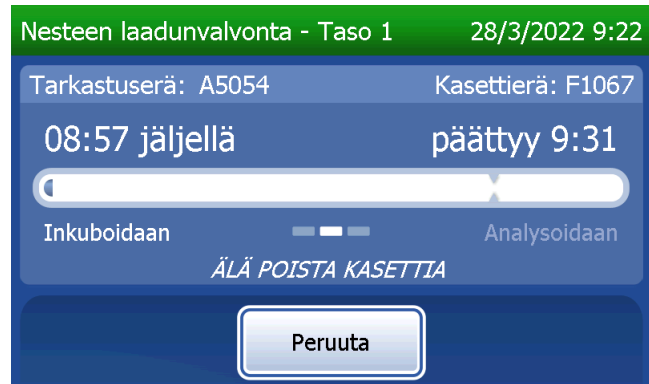 Nesteen laadunvalvonta - Taso 1 28/3/2022 9:22
Tarkastuserä: A5054 Kasettierä: F1067
08:57 jäljellä päättyy 9:31
Inkuboidaan Analysoidaan
ÄLÄ POISTA KASETTIA
Peruuta